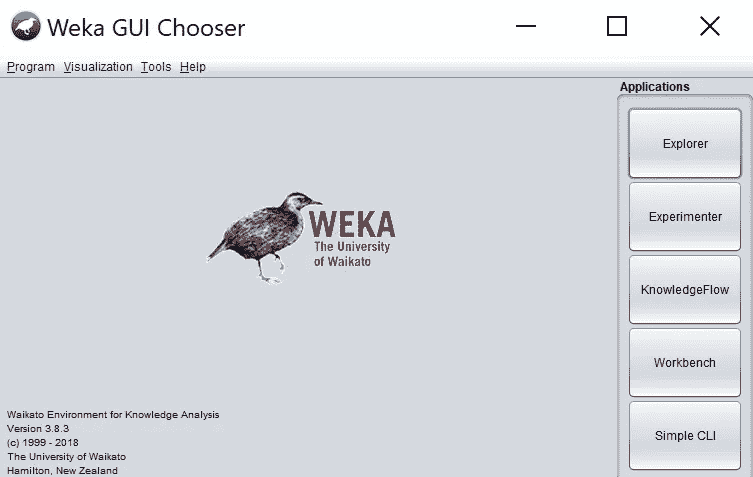 Weka GUI Chooser
Program Visualization Tools Help
Applications
Explorer
Experimenter
KnowledgeFlow
Workbench
Simple CLI
WEKA
The University
of Waikato
Waikato Environment for Knowledge Analysis
Version 3.8.3
(c) 1999 - 2018
The University of Waikato
Hamilton, New Zealand